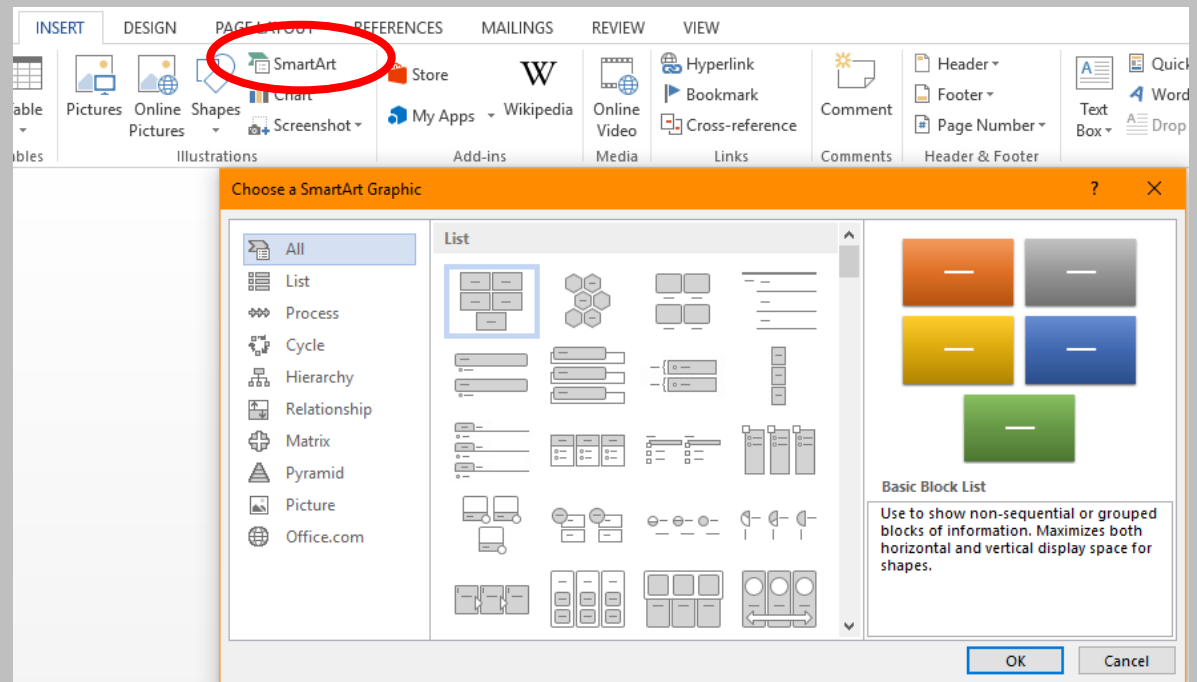 INSERT DESIGN PAGE LAYOUT REFERENCES MAILINGS REVIEW VIEW
SmartArt
Chart
Screenshot
Pictures
Online
Pictures
Shapes
Illustrations
Store
My Apps
Wikipedia
Add-ins
Online
Video
Media
Hyperlink
Bookmark
Cross-reference
Links
Comment
Comments
Header
Footer
Page Number
Header & Footer
Text
Box
Choose a SmartArt Graphic ?
All
List
Process
Cycle
Hierarchy
Relationship
Matrix
Pyramid
Picture
Office.com
List
Basic Block List
Use to show non-sequential or grouped
blocks of information. Maximizes both
horizontal and vertical display space for
shapes.
OK Cancel